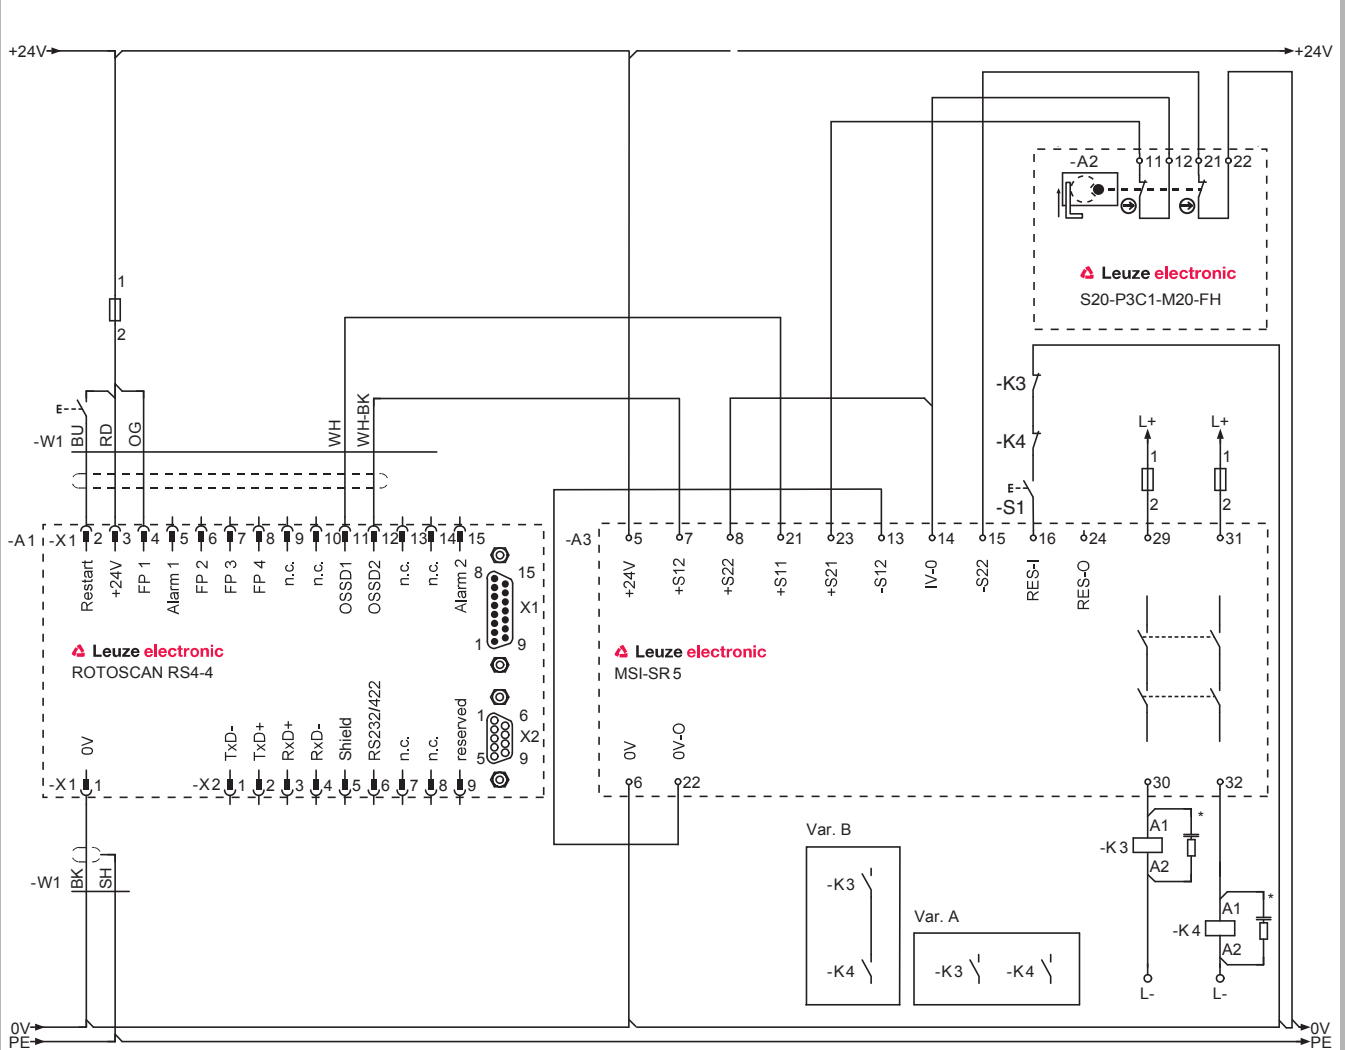 +24V +24V
-A2 11 12 21 22
Leuze electronic
S20-P3C1-M20-FH
1
2
-K3
-K4
E
-S1
L+ L+
1 1
2 2
E
-W1 BU RD OG WH WH-BK
-A1 -X1 2 3 4 5 6 7 8 9 10 11 12 13 14 15
Restart +24V FP 1 Alarm1 FP 2 FP 3 FP 4 n.c. n.c. OSSD1 OSSD2 n.c. n.c. Alarm 2
8 15
X1
1 9
Leuze electronic
ROTOSCAN RS4-4
1 6
X2
5 9
0V TxD- TxD+ RxD+ RxD- Shield RS232/422 n.c. n.c. reserved
-X1 1 -X2 1 2 3 4 5 6 7 8 9
-A3 5 7 8 21 23 13 14 15 16 24 29 31
+24V +S12 +S22 +S11 +S21 -S12 IV-0 -S22 RES-I RES-O
Leuze electronic
MSI-SR5
0V 0V-O
6 22 30 32
-W1 BK SH
Var. B
-K3
-K4
Var. A
-K3 -K4
A1 *
-K3
A2
A1 *
-K4
A2
L- L-
0V 0V
PE PE